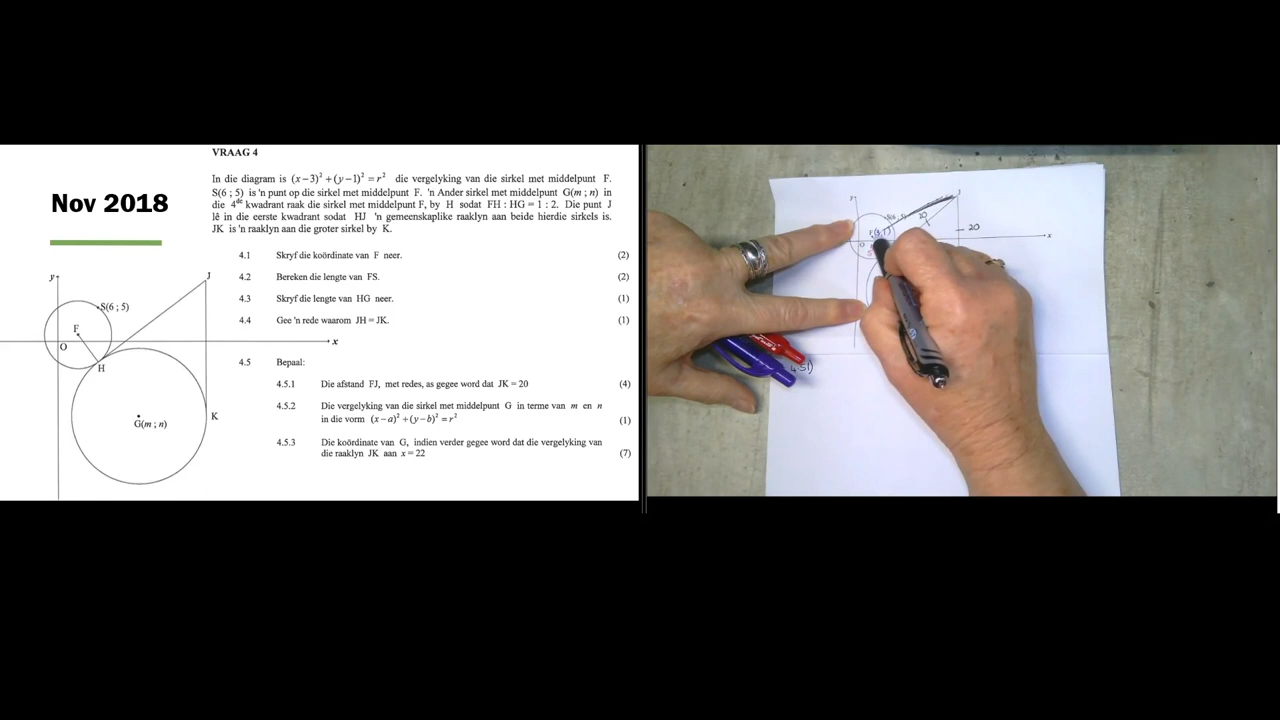 Nov 2018
VRAAG 4
In die diagram is (x−3)² + (y−1)² = r² die vergelyking van die sirkel met middelpunt F.
S(6 ; 5) is 'n punt op die sirkel met middelpunt F. 'n Ander sirkel met middelpunt G(m ; n) in
die 4de kwadrant raak die sirkel met middelpunt F, by H sodat FH : HG = 1 : 2. Die punt J
lê in die eerste kwadrant sodat HJ 'n gemeenskaplike raaklyn aan beide hierdie sirkels is.
JK is 'n raaklyn aan die groter sirkel by K.
4.1 Skryf die koördinate van F neer. (2)
4.2 Bereken die lengte van FS. (2)
4.3 Skryf die lengte van HG neer. (1)
4.4 Gee 'n rede waarom JH = JK. (1)
4.5 Bepaal:
4.5.1 Die afstand FJ, met redes, as gegee word dat JK = 20 (4)
4.5.2 Die vergelyking van die sirkel met middelpunt G in terme van m en n
in die vorm (x−a)² + (y−b)² = r² (1)
4.5.3 Die koördinate van G, indien verder gegee word dat die vergelyking van
die raaklyn JK aan x = 22 (7)
y
J
S(6 ; 5)
F
O
x
H
K
G(m ; n)
S(6 ; 5)
20
20
F(3,1)
O
x
4.5.1)